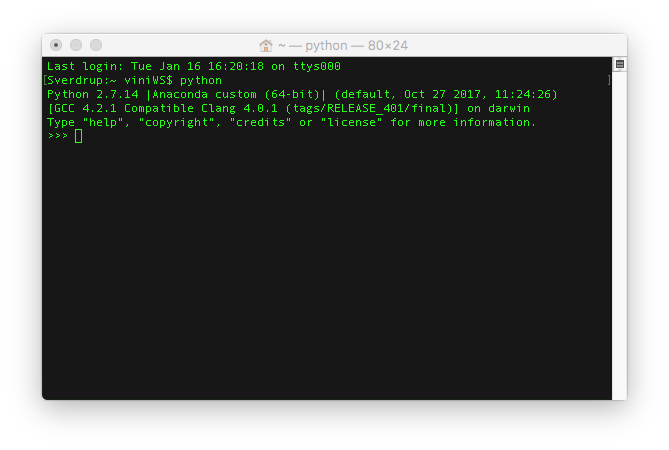 ~ — python — 80×24
Last login: Tue Jan 16 16:20:18 on ttys000
[Sverdrup:~ viniWS$ python ]
Python 2.7.14 |Anaconda custom (64-bit)| (default, Oct 27 2017, 11:24:26)
[GCC 4.2.1 Compatible Clang 4.0.1 (tags/RELEASE_401/final)] on darwin
Type "help", "copyright", "credits" or "license" for more information.
>>>